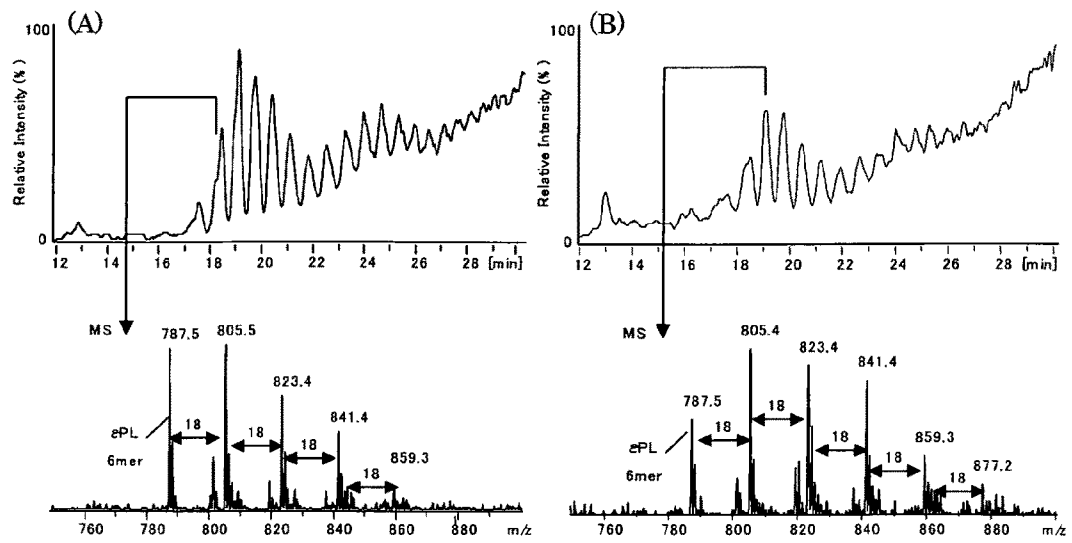 (A)
100
Relative Intensity (%)
0
12 14 16 18 20 22 24 26 28 [min]
MS
787.5
805.5
823.4
841.4
859.3
εPL
6mer
18
18
18
18
760 780 800 820 840 860 880 m/z
(B)
100
Relative Intensity (%)
0
12 14 16 18 20 22 24 26 28 [min]
MS
787.5
805.4
823.4
841.4
859.3
877.2
εPL
6mer
18
18
18
18
18
760 780 800 820 840 860 880 m/z